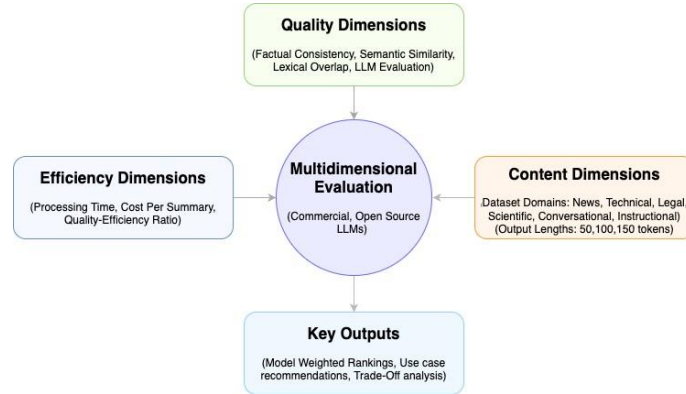 Quality Dimensions
(Factual Consistency, Semantic Similarity,
Lexical Overlap, LLM Evaluation)
Efficiency Dimensions
(Processing Time, Cost Per Summary,
Quality-Efficiency Ratio)
Multidimensional
Evaluation
(Commercial, Open Source
LLMs)
Content Dimensions
(Dataset Domains: News, Technical, Legal,
Scientific, Conversational, Instructional)
(Output Lengths: 50,100,150 tokens)
Key Outputs
(Model Weighted Rankings, Use case
recommendations, Trade-Off analysis)